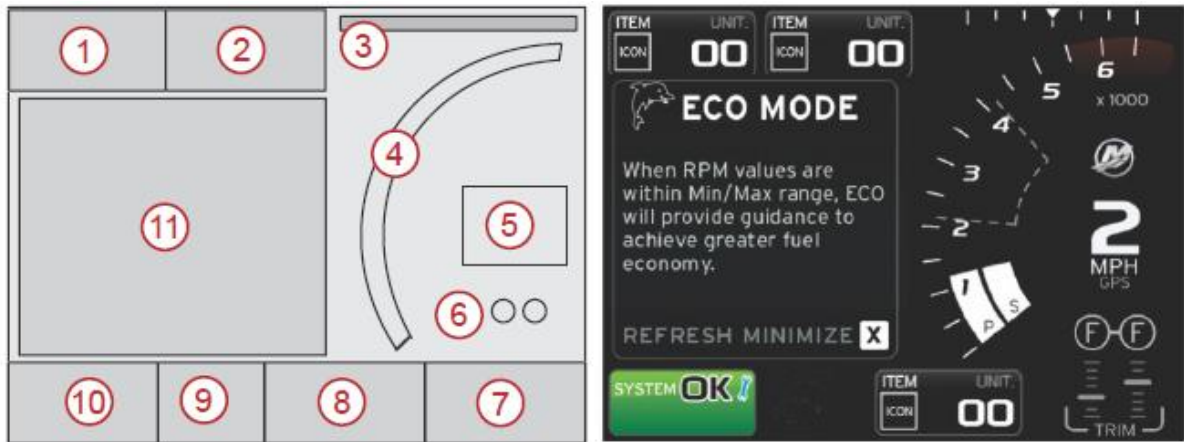 1
2
3
4
5
6
7
8
9
10
11
ITEM UNIT.
ICON 00
ITEM UNIT.
ICON 00
ECO MODE
When RPM values are
within Min/Max range, ECO
will provide guidance to
achieve greater fuel
economy.
REFRESH MINIMIZE X
6
5
4
3
2
1
x 1000
P S
2
MPH
GPS
F F
TRIM
SYSTEM OK
ITEM UNIT.
ICON 00